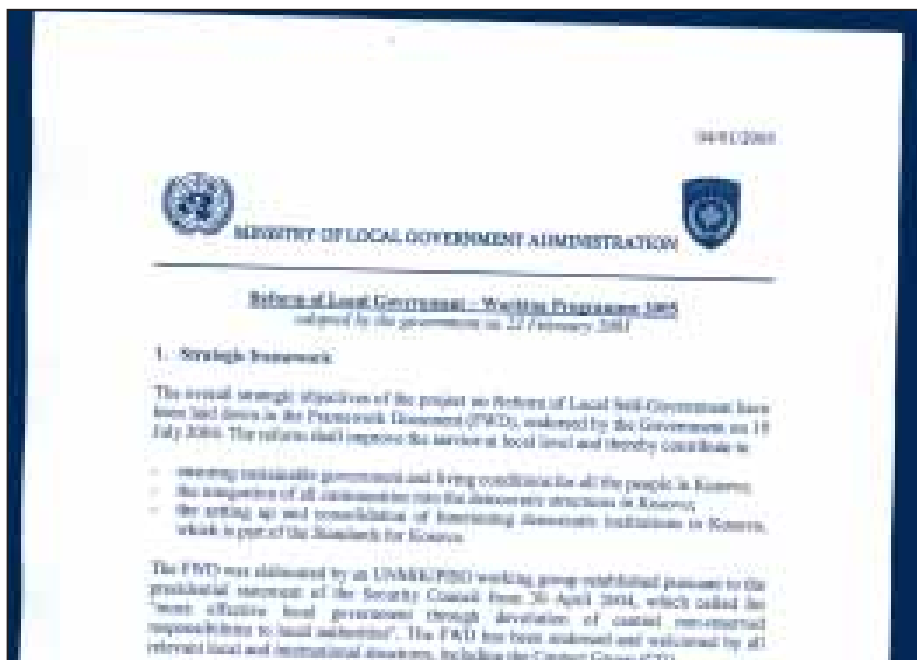 MINISTRY OF LOCAL GOVERNMENT ADMINISTRATION
Reform of Local Government - Working Programme 2005
adopted by the government on 22 February 2005
1. Strategic framework
The overall strategic objectives of the project on Reform of Local Self-Government have
been laid down in the Framework Document (FWD), endorsed by the Government on
July 2004. The reform shall improve the service at local level and thereby contribute to
sustainable government and living conditions for all the people in Kosovo;
the integration of all communities into the democratic structures in Kosovo;
the setting up and consolidation of functioning democratic institutions in Kosovo,
which is part of the Standards for Kosovo.
The FWD was elaborated by an UNMIK/PISG working group established pursuant to the
presidential statement of the Security Council from 30 April 2004, which called for
"more effective local government through devolution of central non-reserved
responsibilities to local authorities". The FWD has been endorsed and welcomed by all
relevant local and international including the Contact Group